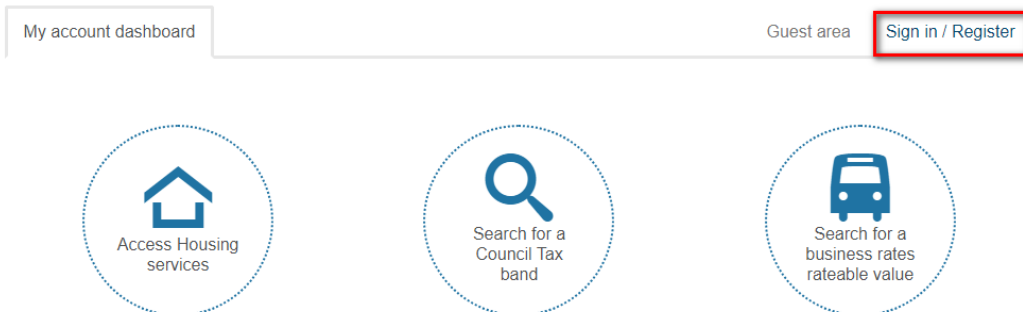 My account dashboard
Guest area
Sign in / Register
Access Housing
services
Search for a
Council Tax
band
Search for a
business rates
rateable value